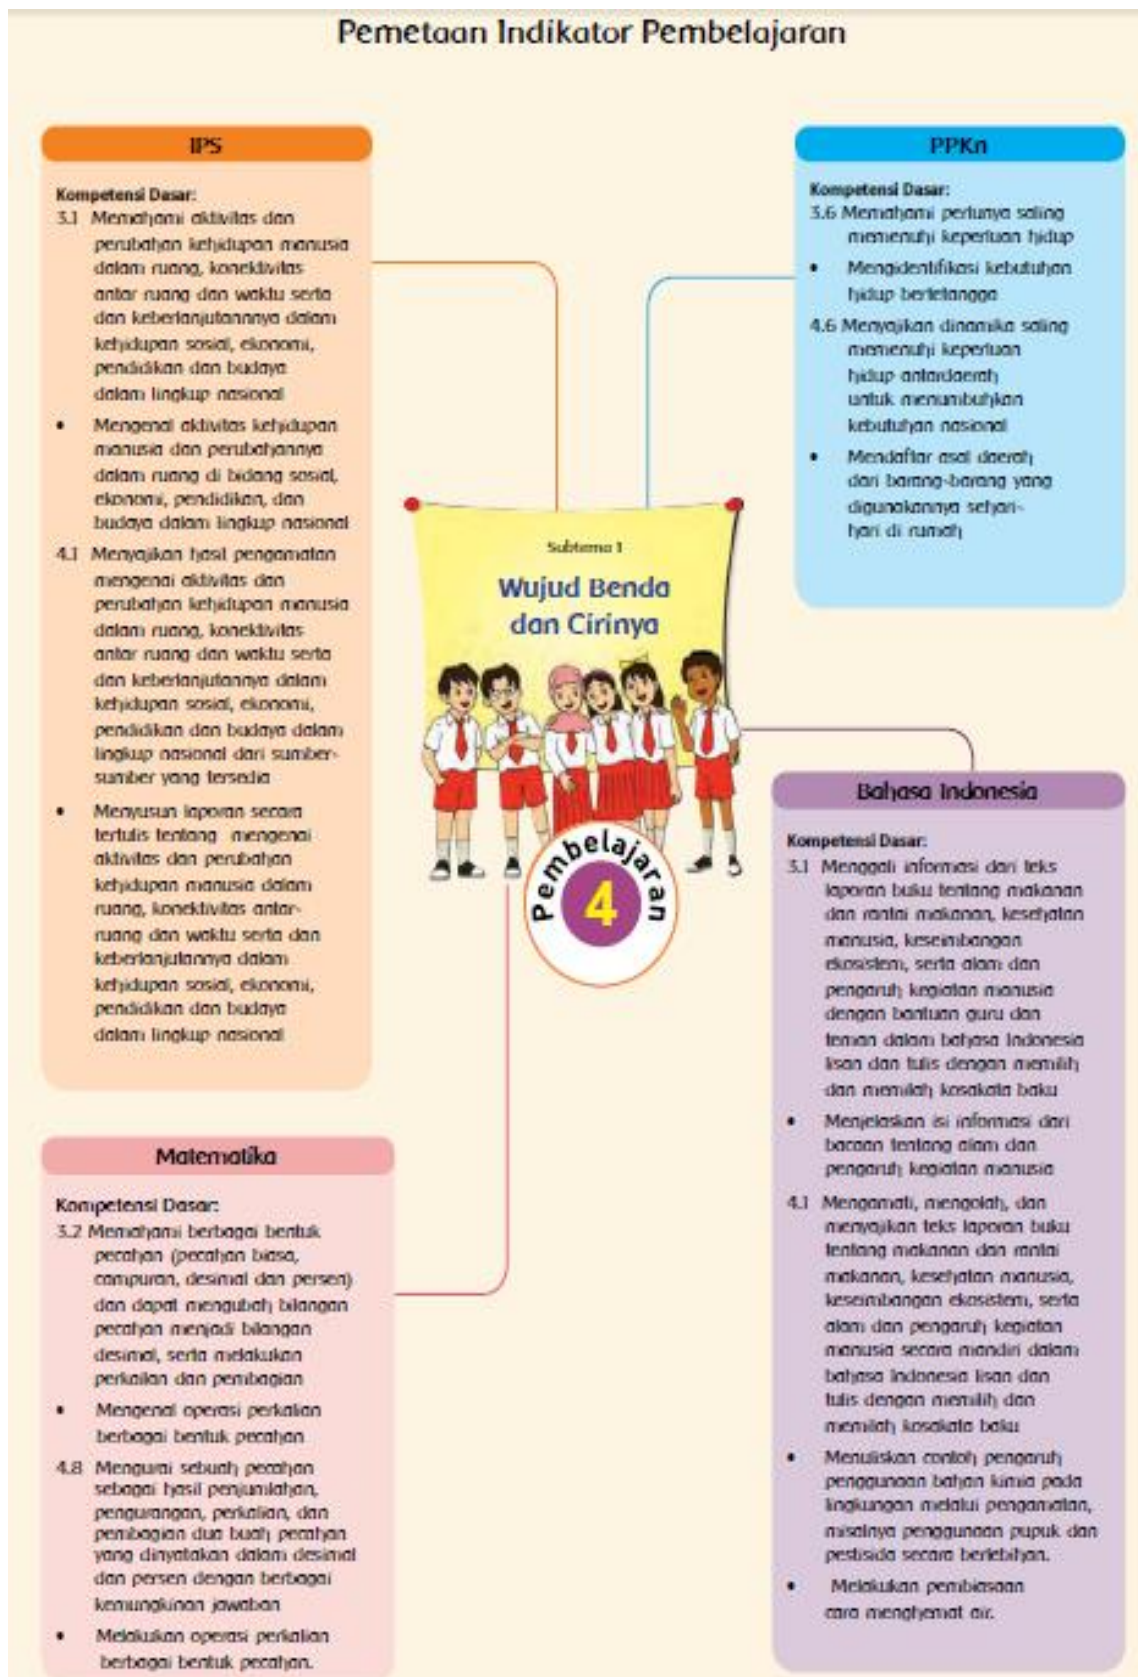 Pemetaan Indikator Pembelajaran
IPS
Kompetensi Dasar:
3.1 Memahami aktivitas dan
perubahan kehidupan manusia
dalam ruang, konektivitas
antar ruang dan waktu serta
dan keberlanjutannnya dalam
kehidupan sosial, ekonomi,
pendidikan dan budaya
dalam lingkup nasional
• Mengenal aktivitas kehidupan
manusia dan perubahannya
dalam ruang di bidang sosial,
ekonomi, pendidikan, dan
budaya dalam lingkup nasional
4.1 Menyajikan hasil pengamatan
mengenai aktivitas dan
perubahan kehidupan manusia
dalam ruang, konektivitas
antar ruang dan waktu serta
dan keberlanjutannya dalam
kehidupan sosial, ekonomi,
pendidikan dan budaya dalam
lingkup nasional dari sumber-
sumber yang tersedia
• Menyusun laporan secara
tertulis tentang mengenai
aktivitas dan perubahan
kehidupan manusia dalam
ruang, konektivitas antar-
ruang dan waktu serta dan
keberlanjutannya dalam
kehidupan sosial, ekonomi,
pendidikan dan budaya
dalam lingkup nasional
PPKn
Kompetensi Dasar:
3.6 Memahami perlunya saling
memenuhi keperluan hidup
• Mengidentifikasi kebutuhan
hidup bertetangga
4.6 Menyajikan dinamika saling
memenuhi keperluan
hidup antardaerah
untuk menumbuhkan
kebutuhan nasional
• Mendaftar asal daerah
dari barang-barang yang
digunakannya sehari-
hari di rumah
Subtema 1
Wujud Benda
dan Cirinya
Pembelajaran
4
Matematika
Kompetensi Dasar:
3.2 Memahami berbagai bentuk
pecahan (pecahan biasa,
campuran, desimal dan persen)
dan dapat mengubah bilangan
pecahan menjadi bilangan
desimal, serta melakukan
perkailan dan pembagian
• Mengenal operasi perkalian
berbagai bentuk pecahan
4.8 Mengurai sebuah pecahan
sebagai hasil penjumlahan,
pengurangan, perkalian, dan
pembagian dua buah pecahan
yang dinyatakan dalam desimal
dan persen dengan berbagai
kemungkinan jawaban
• Melakukan operasi perkalian
berbagai bentuk pecahan.
Bahasa Indonesia
Kompetensi Dasar:
3.1 Menggali informasi dari teks
laporan buku tentang makanan
dan rantai makanan, kesehatan
manusia, keseimbangan
ekosistem, serta alam dan
pengaruh kegiatan manusia
dengan bantuan guru dan
teman dalam bahasa Indonesia
lisan dan tulis dengan memilih
dan memilah kosakata baku
• Menjelaskan isi informasi dari
bacaan tentang alam dan
pengaruh kegiatan manusia
4.1 Mengamati, mengolah, dan
menyajikan teks laporan buku
tentang makanan dan rantai
makanan, kesehatan manusia,
keseimbangan ekosistem, serta
alam dan pengaruh kegiatan
manusia secara mandiri dalam
bahasa Indonesia lisan dan
tulis dengan memilih dan
memilah kosakata baku
• Menuliskan contoh pengaruh
penggunaan bahan kimia pada
lingkungan melalui pengamatan,
misalnya penggunaan pupuk dan
pestisida secara berlebihan.
• Melakukan pembiasaan
cara menghemat air.